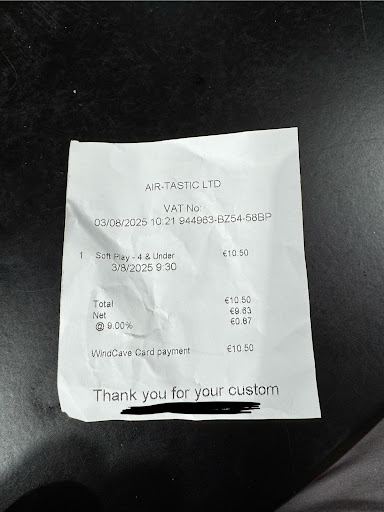 AIR-TASTIC LTD
VAT No:
03/08/2025 10:21 944963-BZ54-58BP
1 Soft Play - 4 & Under €10.50
3/8/2025 9:30
Total €10.50
Net €9.63
@ 9.00% €0.87
WindCave Card payment €10.50
Thank you for your custom